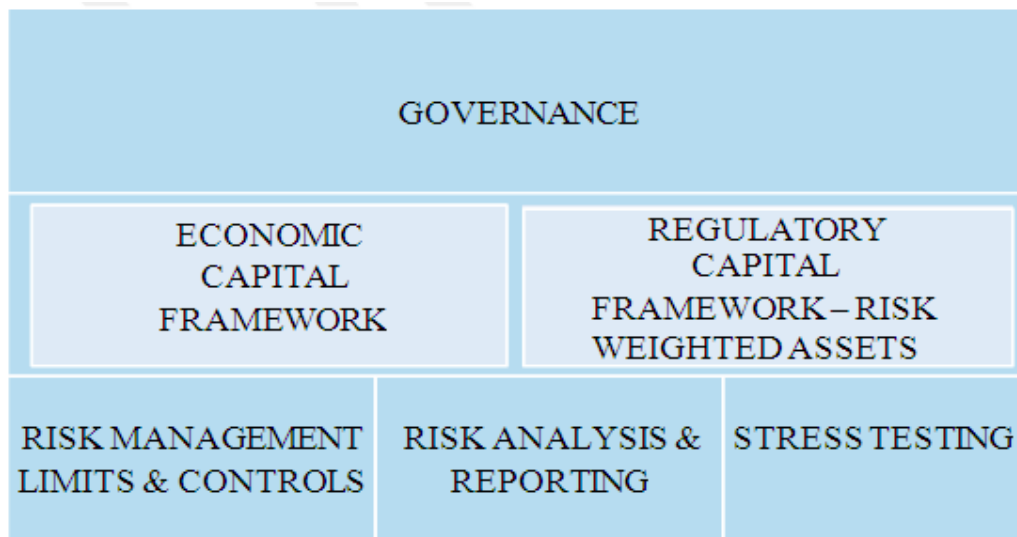 GOVERNANCE
ECONOMIC
CAPITAL
FRAMEWORK
REGULATORY
CAPITAL
FRAMEWORK – RISK
WEIGHTED ASSETS
RISK MANAGEMENT
LIMITS & CONTROLS
RISK ANALYSIS &
REPORTING
STRESS TESTING